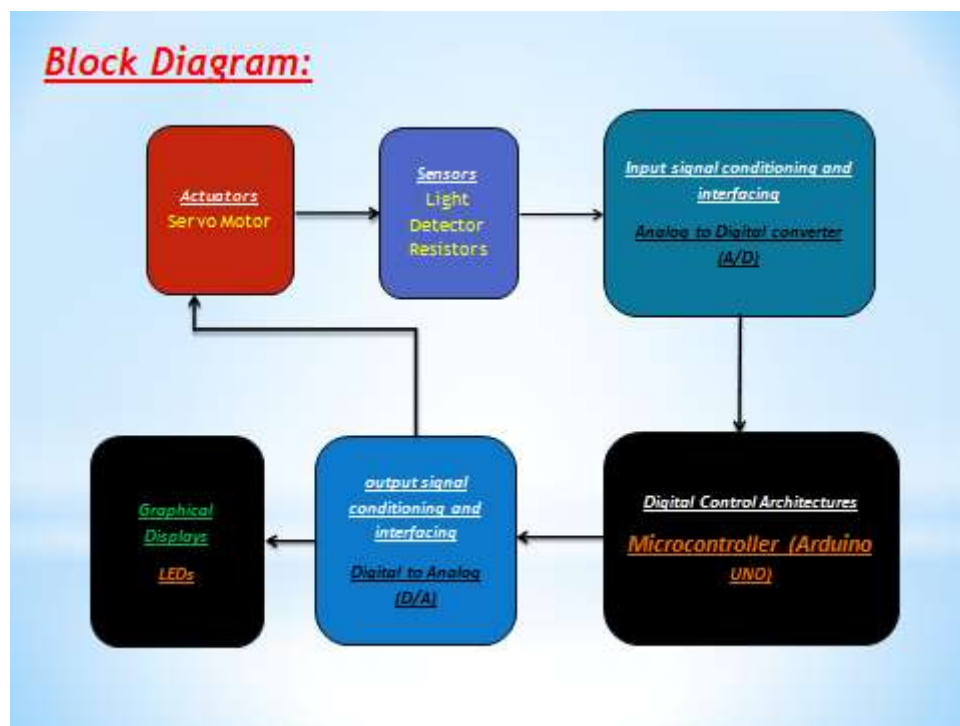 Block Diagram:
Actuators
Servo Motor
Sensors
Light
Detector
Resistors
Input signal conditioning and
interfacing
Analog to Digital converter
(A/D)
Graphical
Displays
LEDs
output signal
conditioning and
interfacing
Digital to Analog
(D/A)
Digital Control Architectures
Microcontroller (Arduino
UNO)